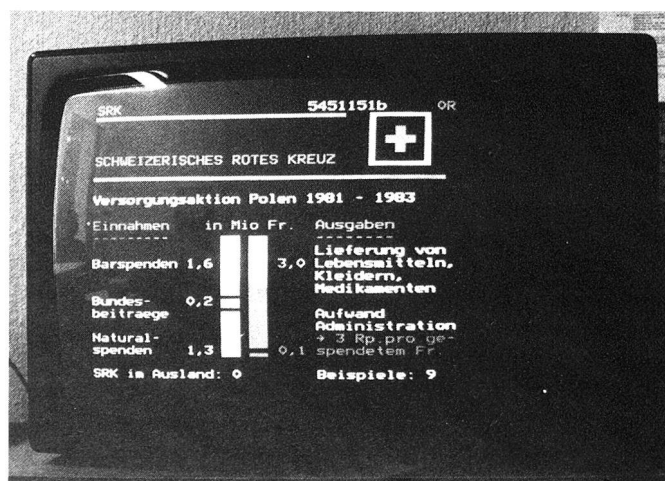 SRK 5451151b OR
SCHWEIZERISCHES ROTES KREUZ
Versorgungsaktion Polen 1981 - 1983
Einnahmen in Mio Fr. Ausgaben
Barspenden 1,6
Bundes-
beitraege 0,2
Natural-
spenden 1,3
3,0 Lieferung von
Lebensmitteln,
Kleidern,
Medikamenten
0,1 Aufwand
Administration
→ 3 Rp.pro ge-
spendetem Fr.
SRK im Ausland: 0 Beispiele: 9